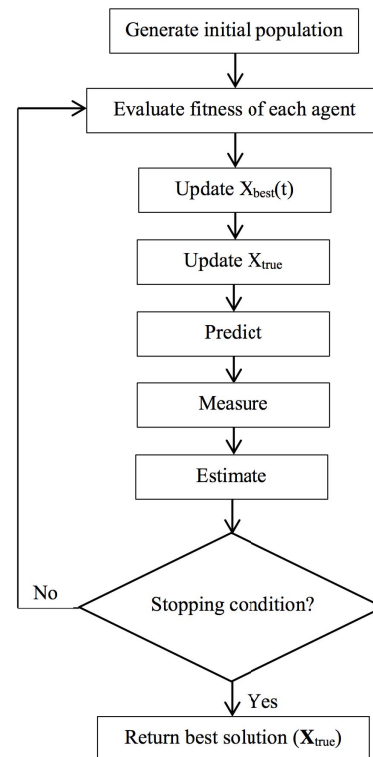 Generate initial population
Evaluate fitness of each agent
Update Xbest(t)
Update Xtrue
Predict
Measure
Estimate
Stopping condition?
No
Yes
Return best solution (Xtrue)